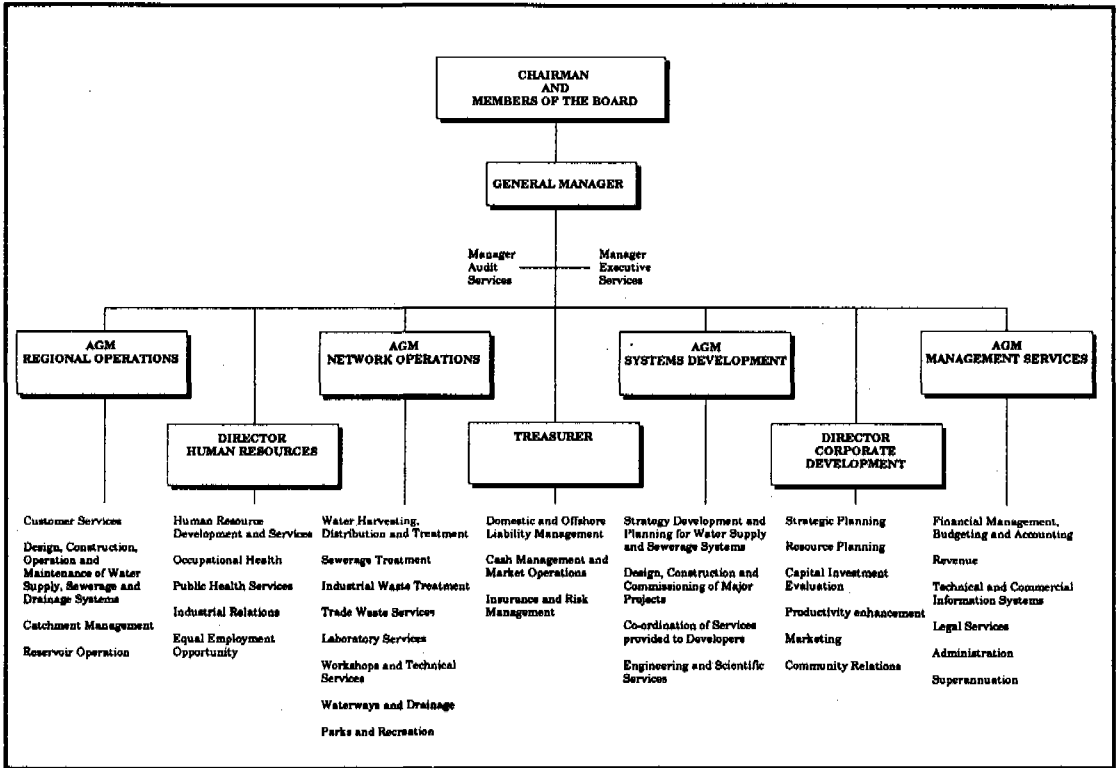 CHAIRMAN
AND
MEMBERS OF THE BOARD
GENERAL MANAGER
Manager
Audit
Services
Manager
Executive
Services
AGM
REGIONAL OPERATIONS
AGM
NETWORK OPERATIONS
AGM
SYSTEMS DEVELOPMENT
AGM
MANAGEMENT SERVICES
DIRECTOR
HUMAN RESOURCES
TREASURER
DIRECTOR
CORPORATE
DEVELOPMENT
Customer Services
Design, Construction,
Operation and
Maintenance of Water
Supply, Sewerage and
Drainage Systems
Catchment Management
Reservoir Operation
Human Resource
Development and Services
Occupational Health
Public Health Services
Industrial Relations
Equal Employment
Opportunity
Water Harvesting,
Distribution and Treatment
Sewerage Treatment
Industrial Waste Treatment
Trade Waste Services
Laboratory Services
Workshops and Technical
Services
Waterways and Drainage
Parks and Recreation
Domestic and Offshore
Liability Management
Cash Management and
Market Operations
Insurance and Risk
Management
Strategy Development and
Planning for Water Supply
and Sewerage Systems
Design, Construction and
Commissioning of Major
Projects
Co-ordination of Services
provided to Developers
Engineering and Scientific
Services
Strategic Planning
Resource Planning
Capital Investment
Evaluation
Productivity enhancement
Marketing
Community Relations
Financial Management,
Budgeting and Accounting
Revenue
Technical and Commercial
Information Systems
Legal Services
Administration
Superannuation